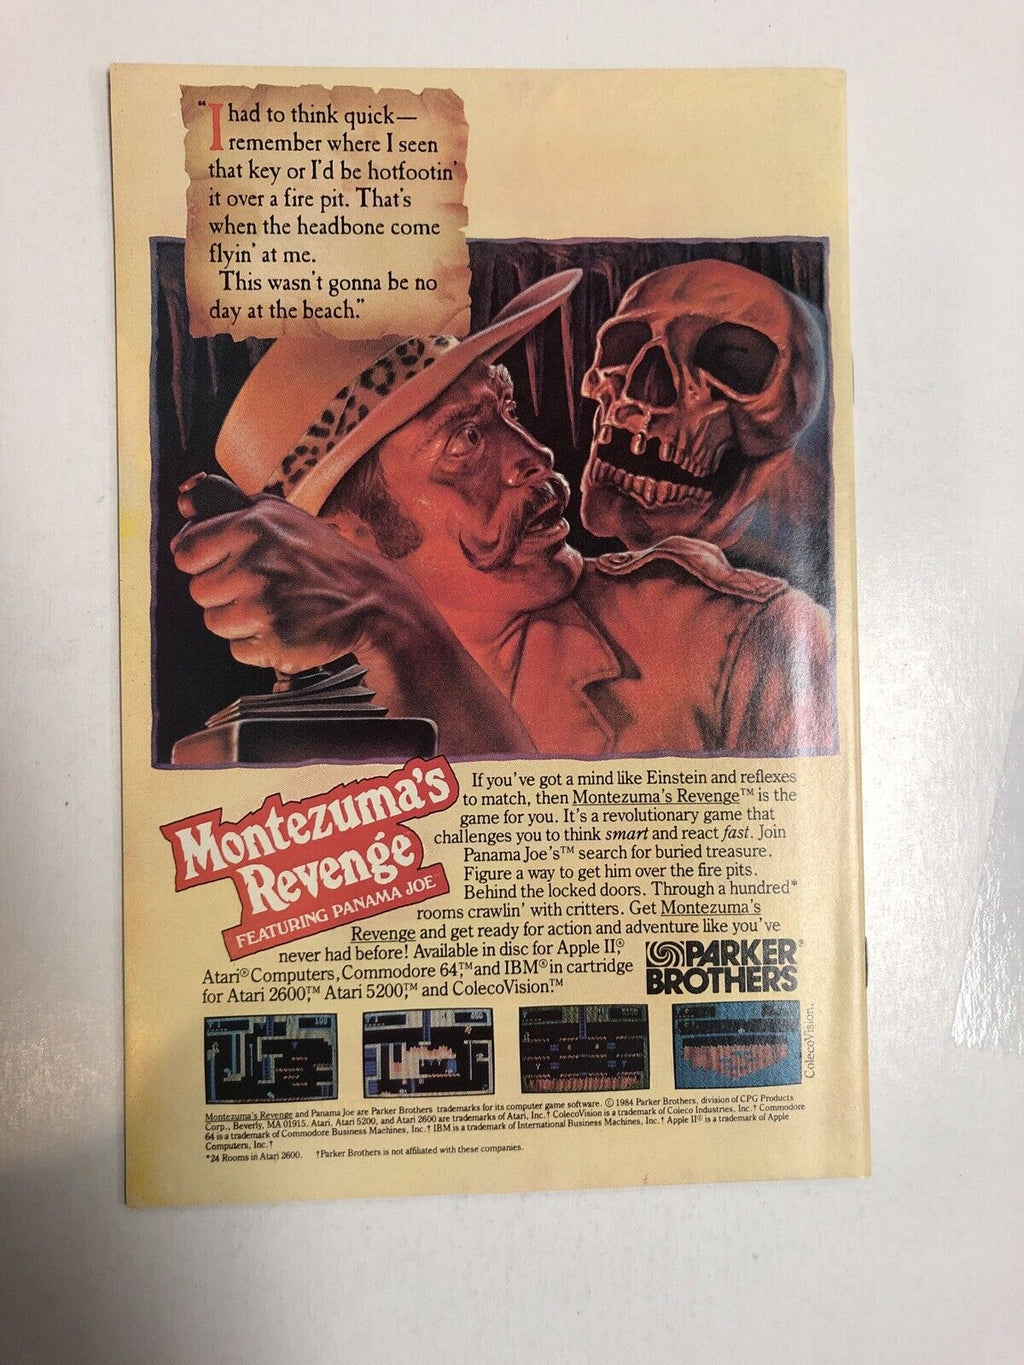 "I had to think quick—
remember where I seen
that key or I'd be hotfootin'
it over a fire pit. That's
when the headbone come
flyin' at me.
This wasn't gonna be no
day at the beach."
Montezuma's
Revenge
FEATURING PANAMA JOE™
If you've got a mind like Einstein and reflexes
to match, then Montezuma's Revenge™ is the
game for you. It's a revolutionary game that
challenges you to think smart and react fast. Join
Panama Joe's™ search for buried treasure.
Figure a way to get him over the fire pits.
Behind the locked doors. Through a hundred*
rooms crawlin' with critters. Get Montezuma's
Revenge and get ready for action and adventure like you've
never had before! Available in disc for Apple II,®
Atari® Computers, Commodore 64,™ and IBM® in cartridge
for Atari 2600,™ Atari 5200,™ and ColecoVision.™
PARKER
BROTHERS®
ColecoVision.
Montezuma's Revenge and Panama Joe are Parker Brothers trademarks for its computer game software. © 1984 Parker Brothers, division of CPG Products
Corp., Beverly, MA 01915. Atari, Atari 5200, and Atari 2600 are trademarks of Atari, Inc.† ColecoVision is a trademark of Coleco Industries, Inc.† Commodore
64 is a trademark of Commodore Business Machines, Inc.† IBM is a trademark of International Business Machines, Inc.† Apple II® is a trademark of Apple
Computers, Inc.†
*24 Rooms in Atari 2600. †Parker Brothers is not affiliated with these companies.